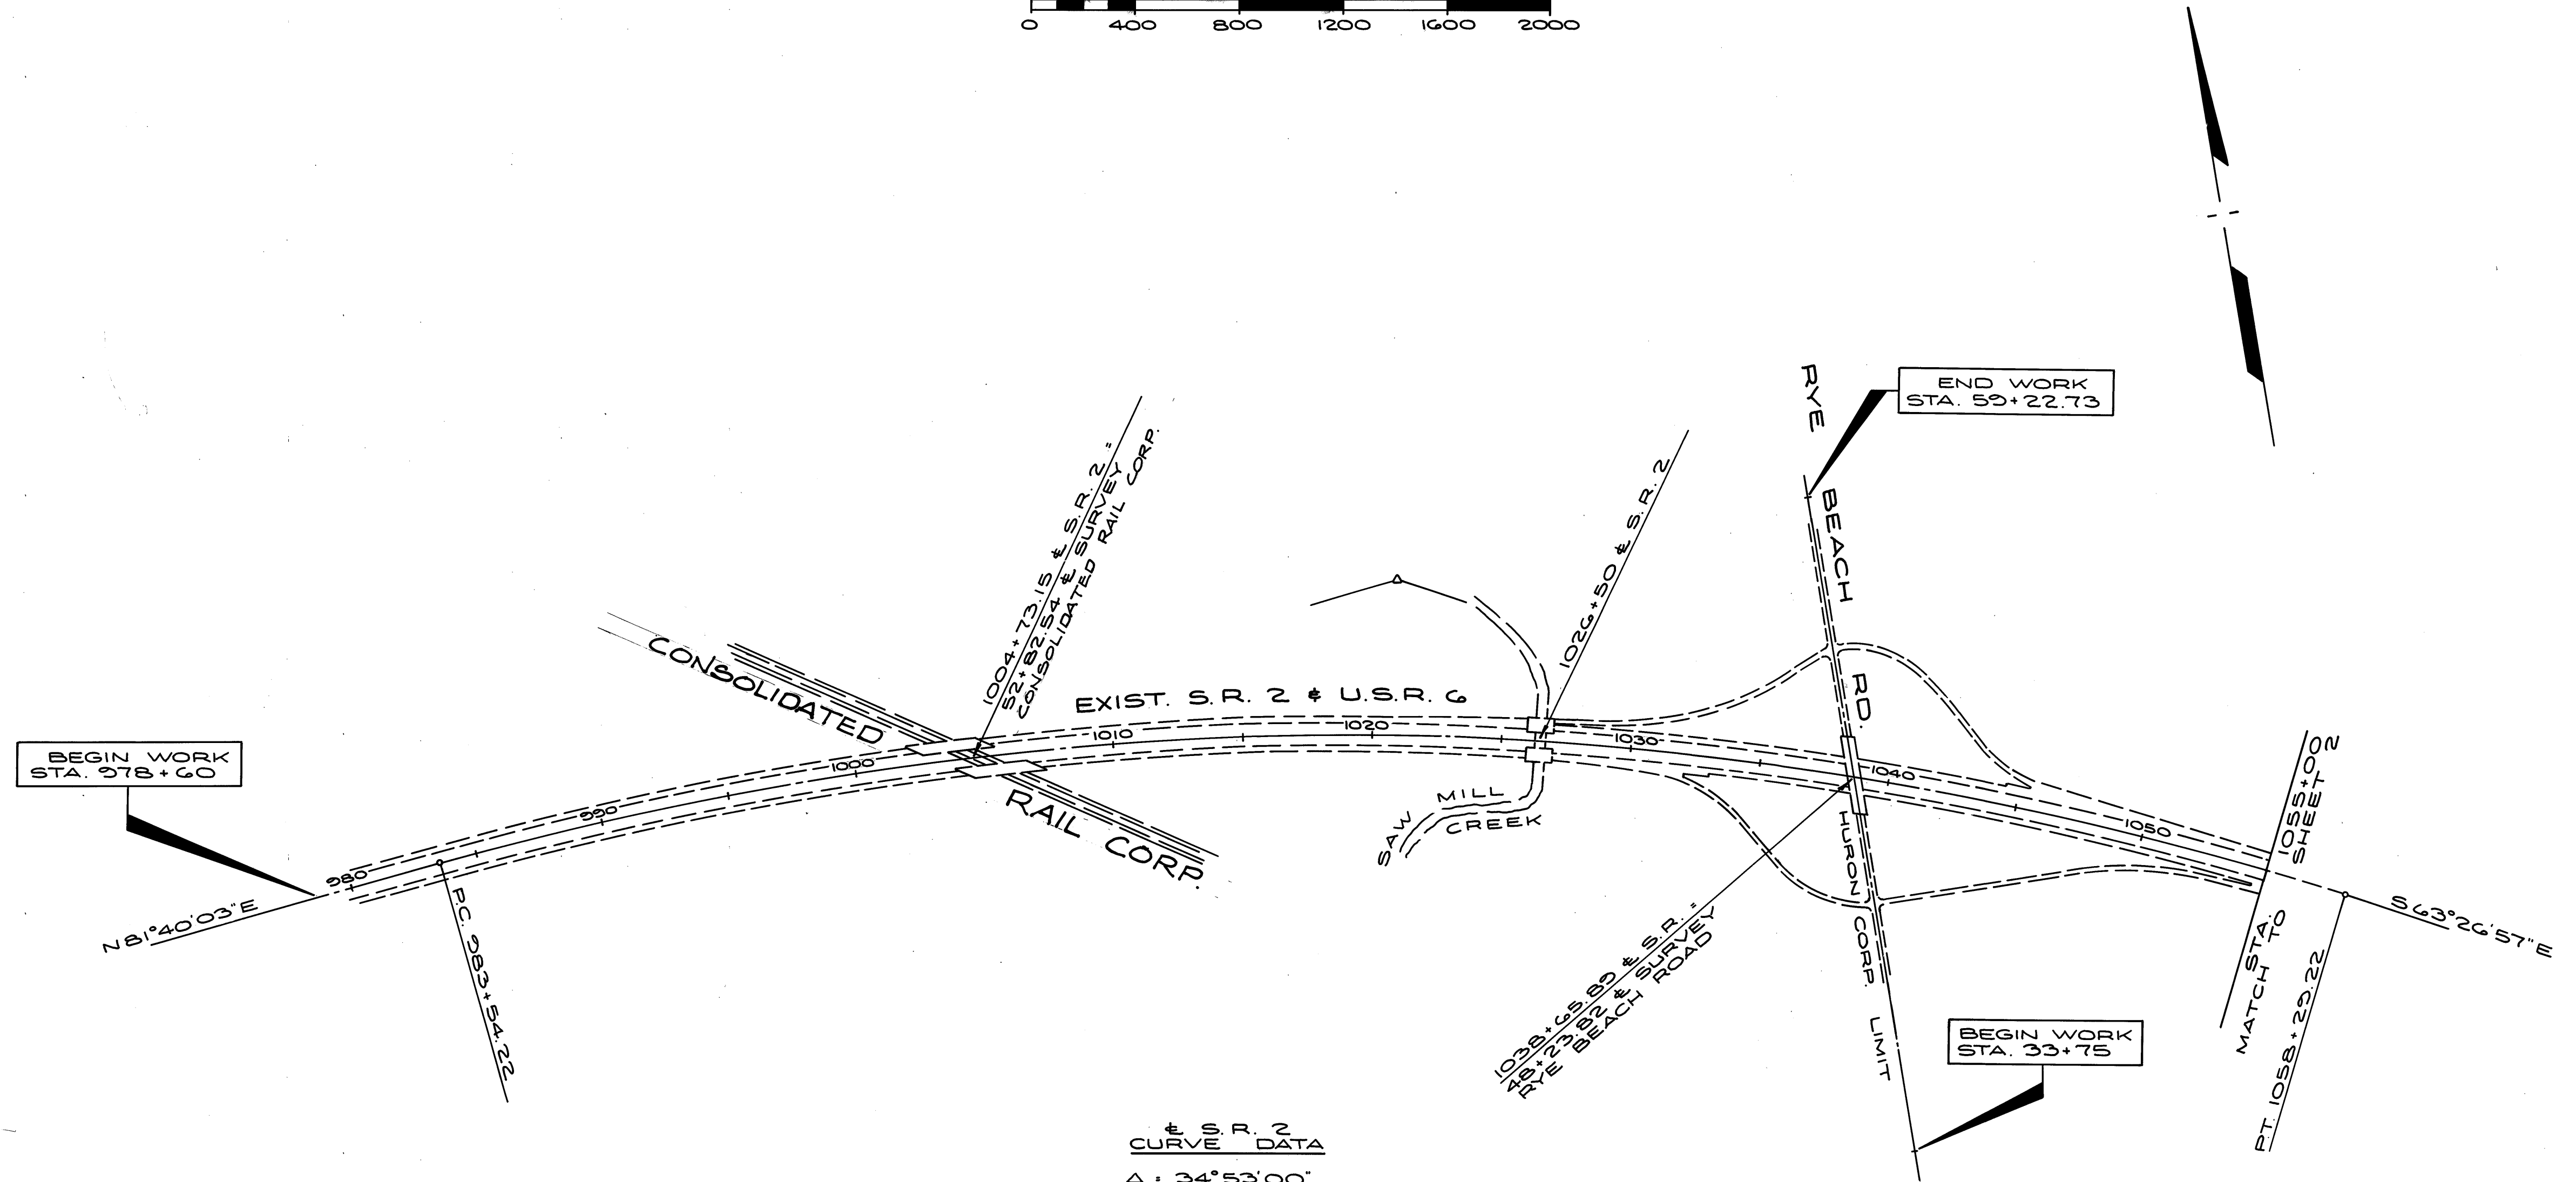 0 400 800 1200 1600 2000
RYE BEACH RD.
END WORK
STA. 59+22.73
1004+73.15 ℄ S.R. 2 =
52+82.54 ℄ SURVEY
CONSOLIDATED RAIL CORP.
1026+50 ℄ S.R. 2
CONSOLIDATED RAIL CORP.
EXIST. S.R. 2 & U.S.R. 6
BEGIN WORK
STA. 978+60
980
990
1000
1010
1020
1030
1040
1050
SAW MILL CREEK
HURON CORP. LIMIT
MATCH STA. 1055+00
TO SHEET 2
N81°40'03"E
P.C. 983+54.22
1038+65.89 ℄ S.R. =
48+23.82 ℄ SURVEY
RYE BEACH ROAD
BEGIN WORK
STA. 33+75
P.T. 1058+29.22
S63°26'57"E
℄ S.R. 2
CURVE DATA
Δ = 34°53'00"